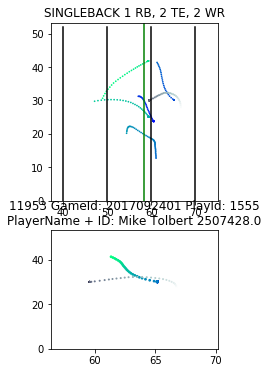 SINGLEBACK 1 RB, 2 TE, 2 WR
50
40
30
20
10
0
40 50 60 70
11953 GameId: 2017092401 PlayId: 1555
PlayerName + ID: Mike Tolbert 2507428.0
40
20
0
60 65 70